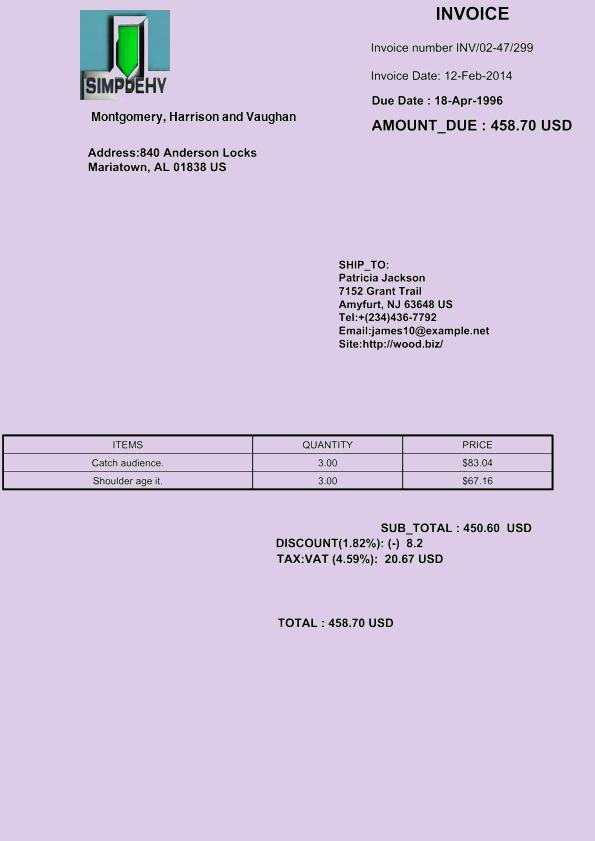 INVOICE
SIMPDEHY
Invoice number INV/02-47/299
Invoice Date: 12-Feb-2014
Due Date : 18-Apr-1996
Montgomery, Harrison and Vaughan
AMOUNT_DUE : 458.70 USD
Address:840 Anderson Locks
Mariatown, AL 01838 US
SHIP_TO:
Patricia Jackson
7152 Grant Trail
Amyfurt, NJ 63648 US
Tel:+(234)436-7792
Email:james10@example.net
Site:http://wood.biz/
ITEMS QUANTITY PRICE
Catch audience. 3.00 $83.04
Shoulder age it. 3.00 $67.16
SUB_TOTAL : 450.60 USD
DISCOUNT(1.82%): (-) 8.2
TAX:VAT (4.59%): 20.67 USD
TOTAL : 458.70 USD